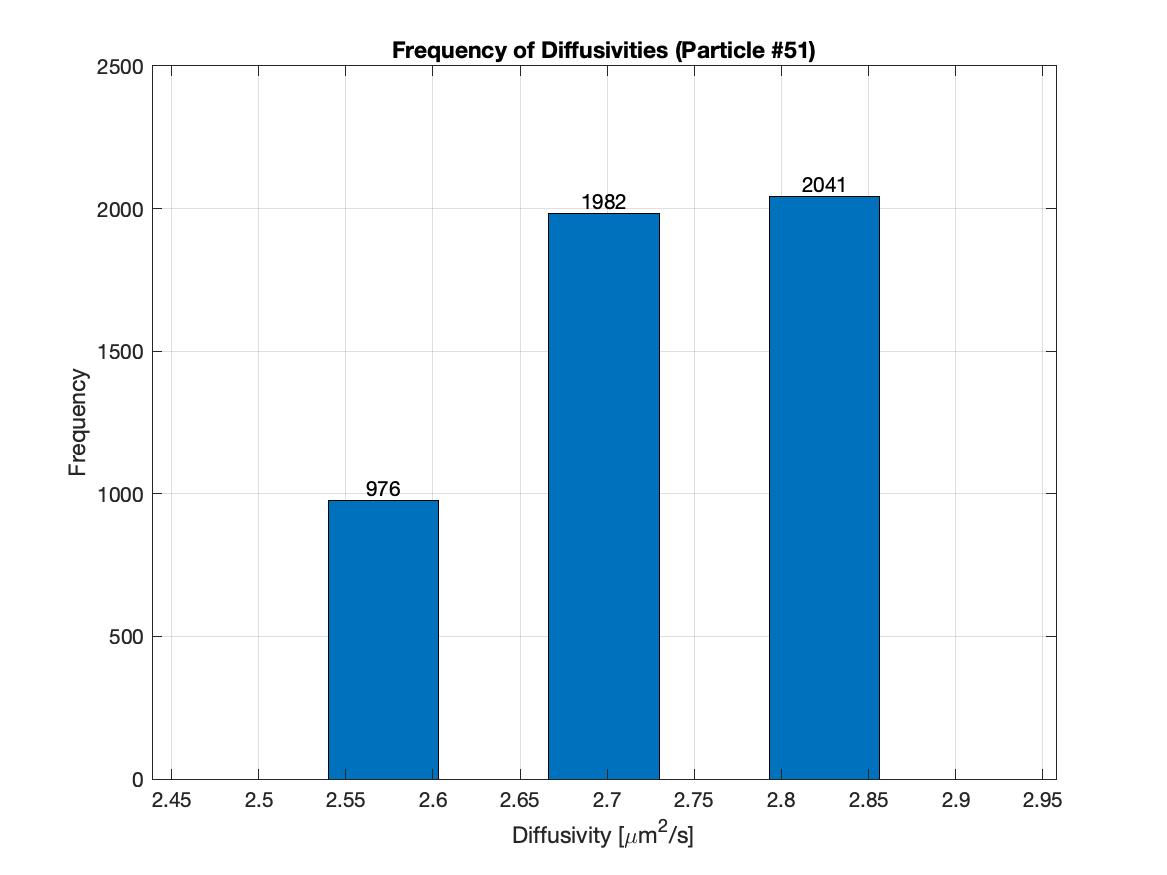 Frequency of Diffusivities (Particle #51)
2500
2000
1500
1000
500
0
Frequency
976
1982
2041
2.45 2.5 2.55 2.6 2.65 2.7 2.75 2.8 2.85 2.9 2.95
Diffusivity [μm²/s]